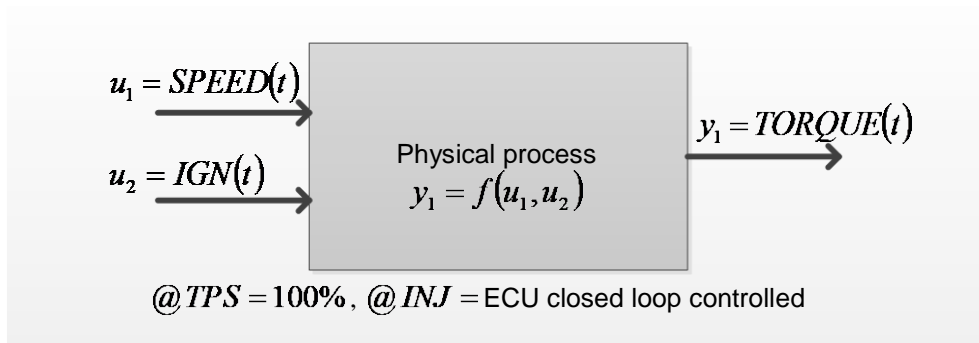 u₁ = SPEED(t)
u₂ = IGN(t)
Physical process
y₁ = f(u₁,u₂)
y₁ = TORQUE(t)
@ TPS = 100%, @ INJ = ECU closed loop controlled